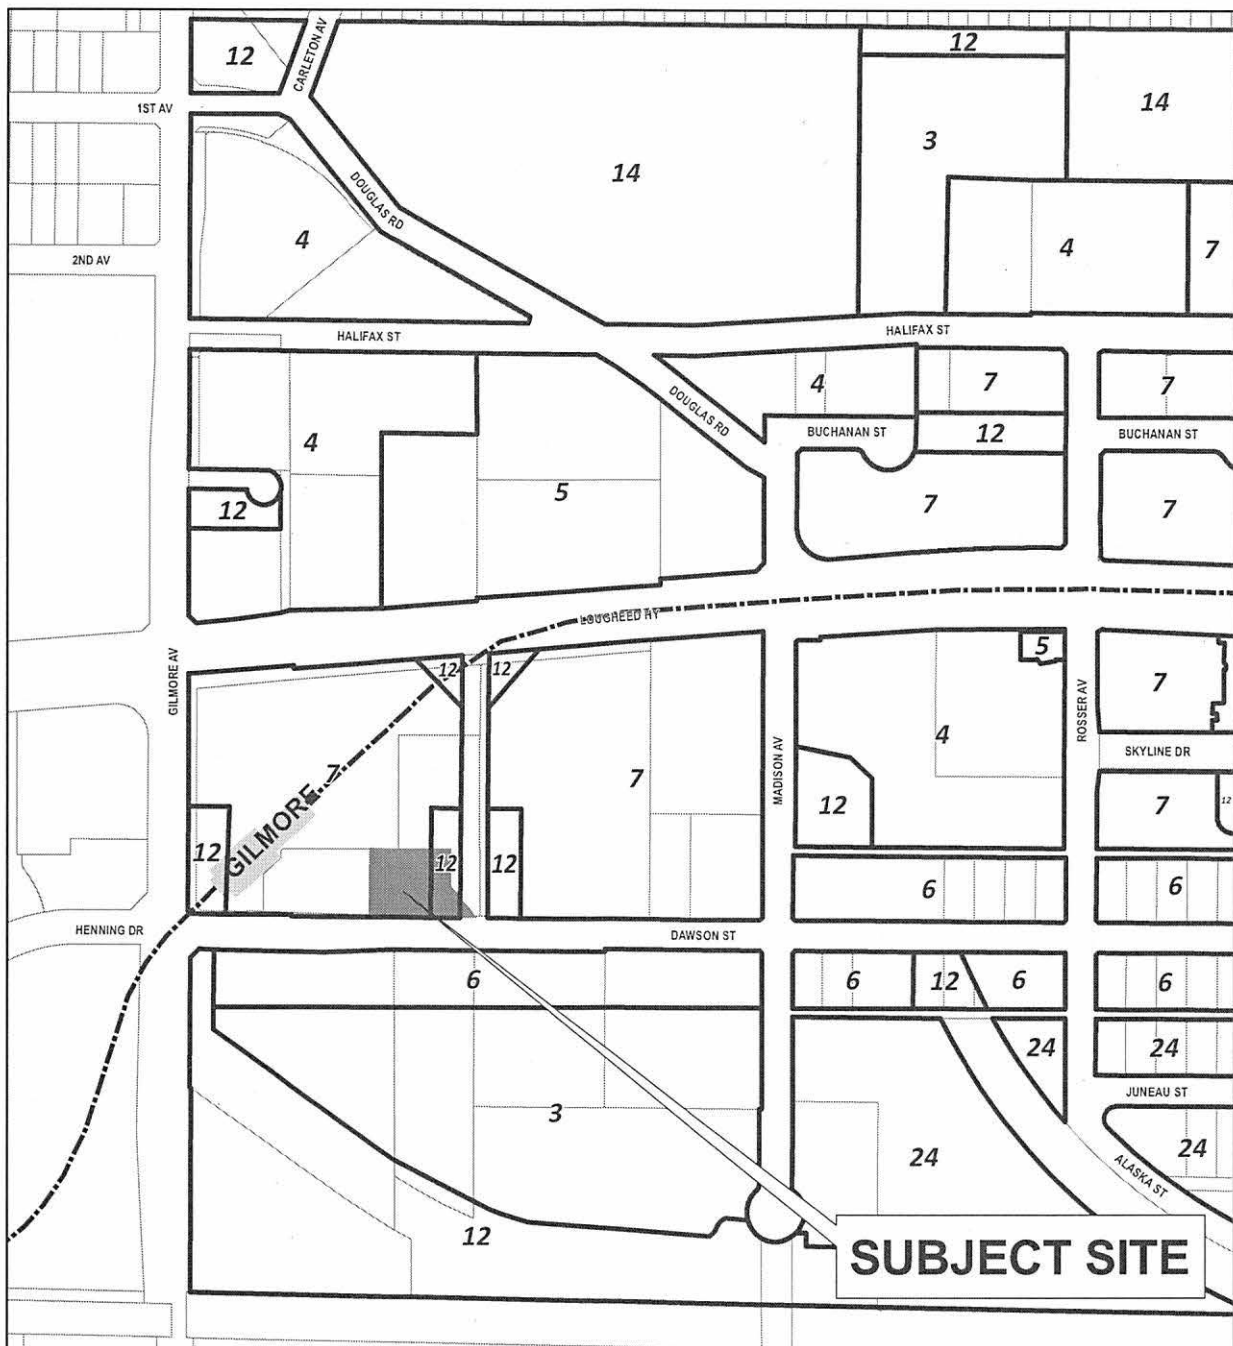 12
CARLETON AV
12
14
1ST AV
3
14
DOUGLAS RD
4
2ND AV
4
7
HALIFAX ST
HALIFAX ST
4
7
7
DOUGLAS RD
BUCHANAN ST
12
BUCHANAN ST
4
5
12
7
7
LOUGHEED HY
GILMORE AV
12
12
5
7
ROSSER AV
4
SKYLINE DR
7
7
MADISON AV
12
7
12
GILMORE
12
12
12
6
6
HENNING DR
DAWSON ST
6
6
12
6
6
24
24
JUNEAU ST
3
24
24
ALASKA ST
12
SUBJECT SITE